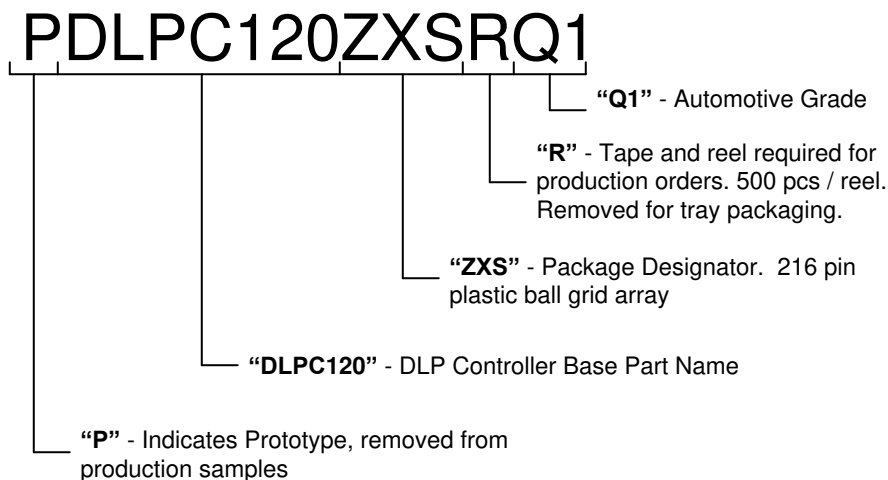 PDLPC120ZXSRQ1
“Q1” - Automotive Grade
“R” - Tape and reel required for
production orders. 500 pcs / reel.
Removed for tray packaging.
“ZXS” - Package Designator.  216 pin
plastic ball grid array
“DLPC120” - DLP Controller Base Part Name
“P” - Indicates Prototype, removed from
production samples